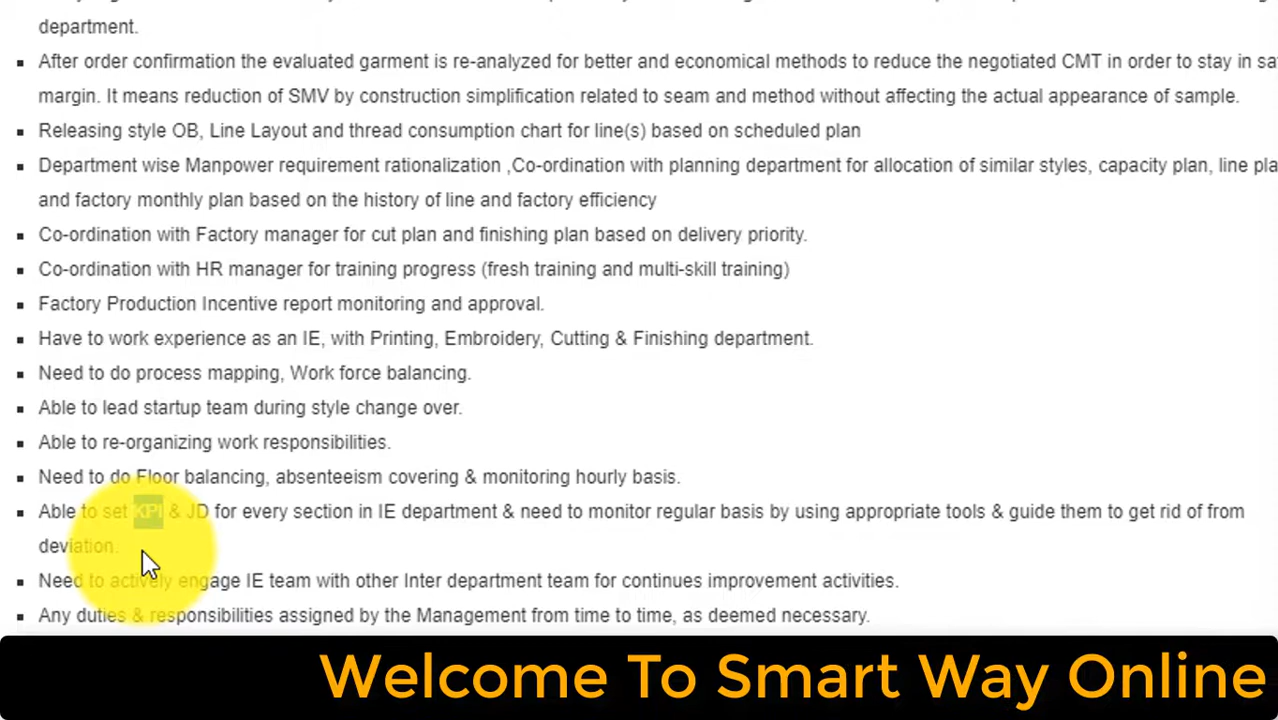 department.
After order confirmation the evaluated garment is re-analyzed for better and economical methods to reduce the negotiated CMT in order to stay in
margin. It means reduction of SMV by construction simplification related to seam and method without affecting the actual appearance of sample.
Releasing style OB, Line Layout and thread consumption chart for line(s) based on scheduled plan
Department wise Manpower requirement rationalization ,Co-ordination with planning department for allocation of similar styles, capacity plan, line
and factory monthly plan based on the history of line and factory efficiency
Co-ordination with Factory manager for cut plan and finishing plan based on delivery priority.
Co-ordination with HR manager for training progress (fresh training and multi-skill training)
Factory Production Incentive report monitoring and approval.
Have to work experience as an IE, with Printing, Embroidery, Cutting & Finishing department.
Need to do process mapping, Work force balancing.
Able to lead startup team during style change over.
Able to re-organizing work responsibilities.
Need to do Floor balancing, absenteeism covering & monitoring hourly basis.
Able to set KPI & JD for every section in IE department & need to monitor regular basis by using appropriate tools & guide them to get rid of from
deviation.
Need to actively engage IE team with other Inter department team for continues improvement activities.
Any duties & responsibilities assigned by the Management from time to time, as deemed necessary.
Welcome To Smart Way Online